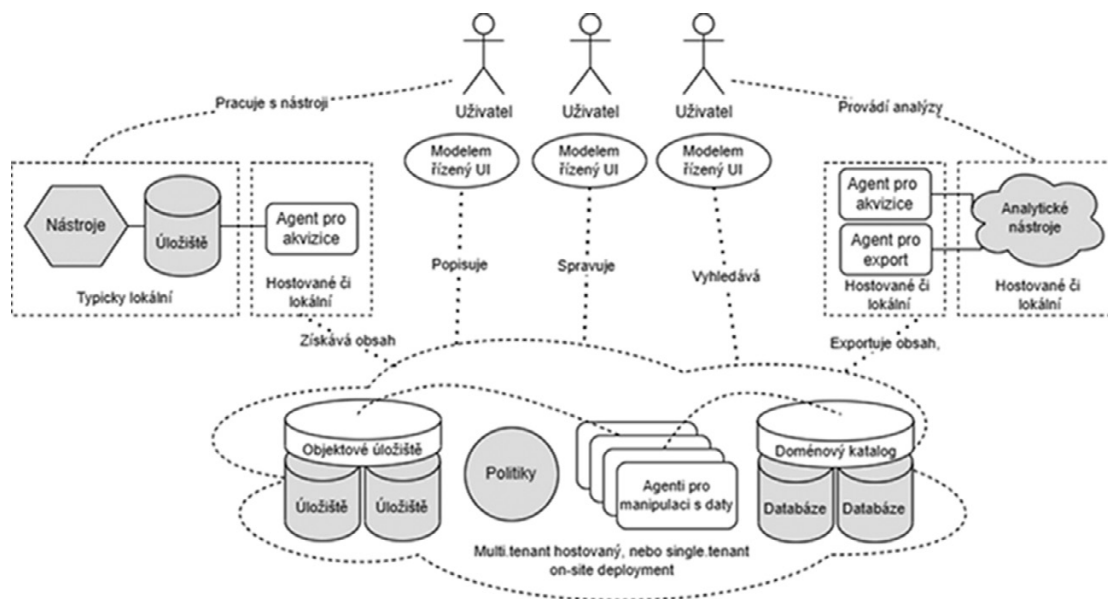 Pracuje s nástroji
Uživatel
Uživatel
Uživatel
Provádí analýzy
Modelem
řízený UI
Modelem
řízený UI
Modelem
řízený UI
Nástroje
Úložiště
Typicky lokální
Agent pro
akvizice
Hostované či
lokální
Popisuje
Spravuje
Vyhledává
Agent pro
akvizice
Agent pro
export
Hostované či
lokální
Analytické
nástroje
Hostované či
lokální
Získává obsah
Exportuje obsah,
Objektové úložiště
Úložiště
Úložiště
Politiky
Agenti pro
manipulaci s daty
Doménový katalog
Databáze
Databáze
Multi.tenant hostovaný, nebo single.tenant
on-site deployment